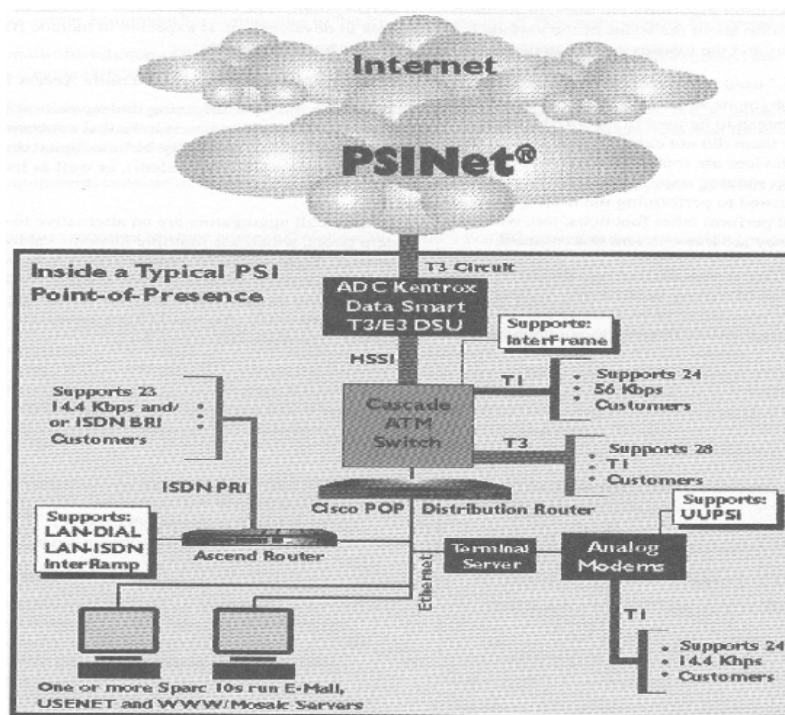 Internet
PSINet®
Inside a Typical PSI
Point-of-Presence
T3 Circuit
ADC Kentrox
Data Smart
T3/E3 DSU
HSSI
Supports:
InterFrame
T1
Supports 24
56 Kbps
Customers
Supports 23
14.4 Kbps and/
or ISDN BRI
Customers
Cascade
ATM
Switch
T3
Supports 28
T1
Customers
ISDN PRI
Cisco POP Distribution Router
Supports:
UUPSI
Supports:
LAN-DIAL
LAN-ISDN
InterRamp
Ascend Router
Ethernet
Terminal
Server
Analog
Modems
T1
Supports 24
14.4 Kbps
Customers
One or more Sparc 10s run E-Mail,
USENET and WWW/Mosaic Servers